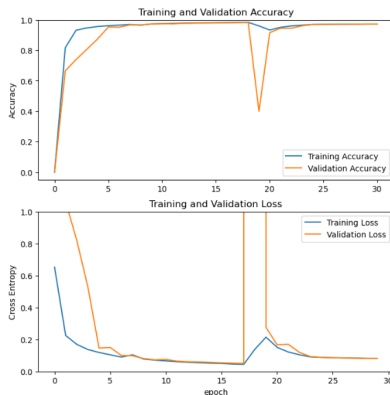 Training and Validation Accuracy
1.0
0.8
0.6
0.4
0.2
0.0
Accuracy
Training Accuracy
Validation Accuracy
0 5 10 15 20 25 30
Training and Validation Loss
1.0
0.8
0.6
0.4
0.2
0.0
Cross Entropy
Training Loss
Validation Loss
0 5 10 15 20 25
epoch